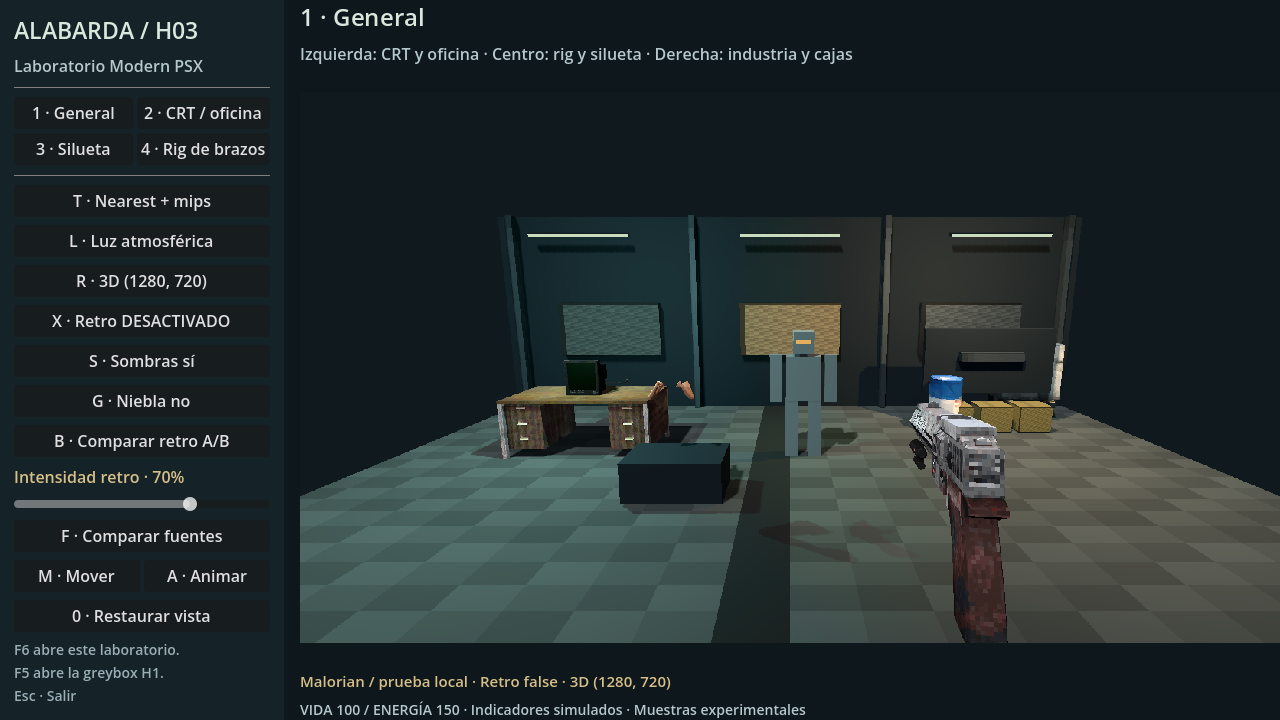 ALABARDA / H03
Laboratorio Modern PSX
1 · General
2 · CRT / oficina
3 · Silueta
4 · Rig de brazos
T · Nearest + mips
L · Luz atmosférica
R · 3D (1280, 720)
X · Retro DESACTIVADO
S · Sombras sí
G · Niebla no
B · Comparar retro A/B
Intensidad retro · 70%
F · Comparar fuentes
M · Mover
A · Animar
0 · Restaurar vista
F6 abre este laboratorio.
F5 abre la greybox H1.
Esc · Salir
1 · General
Izquierda: CRT y oficina · Centro: rig y silueta · Derecha: industria y cajas
Malorian / prueba local · Retro false · 3D (1280, 720)
VIDA 100 / ENERGÍA 150 · Indicadores simulados · Muestras experimentales